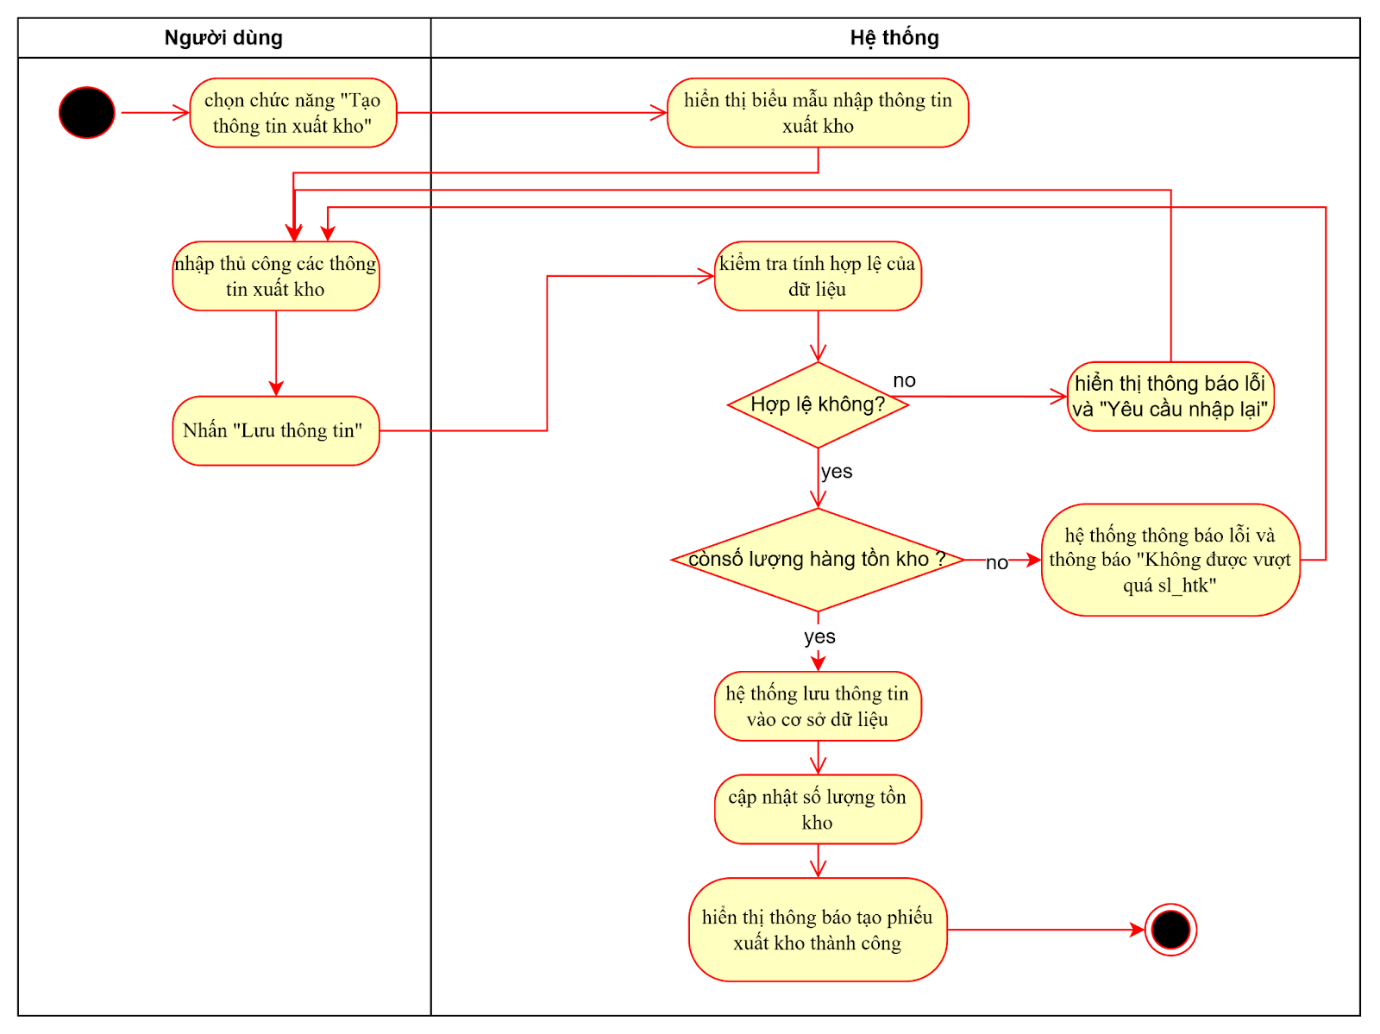 Người dùng
Hệ thống
chọn chức năng "Tạo
thông tin xuất kho"
hiển thị biểu mẫu nhập thông tin
xuất kho
nhập thủ công các thông
tin xuất kho
kiểm tra tính hợp lệ của
dữ liệu
Nhấn "Lưu thông tin"
Hợp lệ không?
no
hiển thị thông báo lỗi
và "Yêu cầu nhập lại"
yes
cònsố lượng hàng tồn kho ?
no
hệ thống thông báo lỗi và
thông báo "Không được vượt
quá sl_htk"
yes
hệ thống lưu thông tin
vào cơ sở dữ liệu
cập nhật số lượng tồn
kho
hiển thị thông báo tạo phiếu
xuất kho thành công